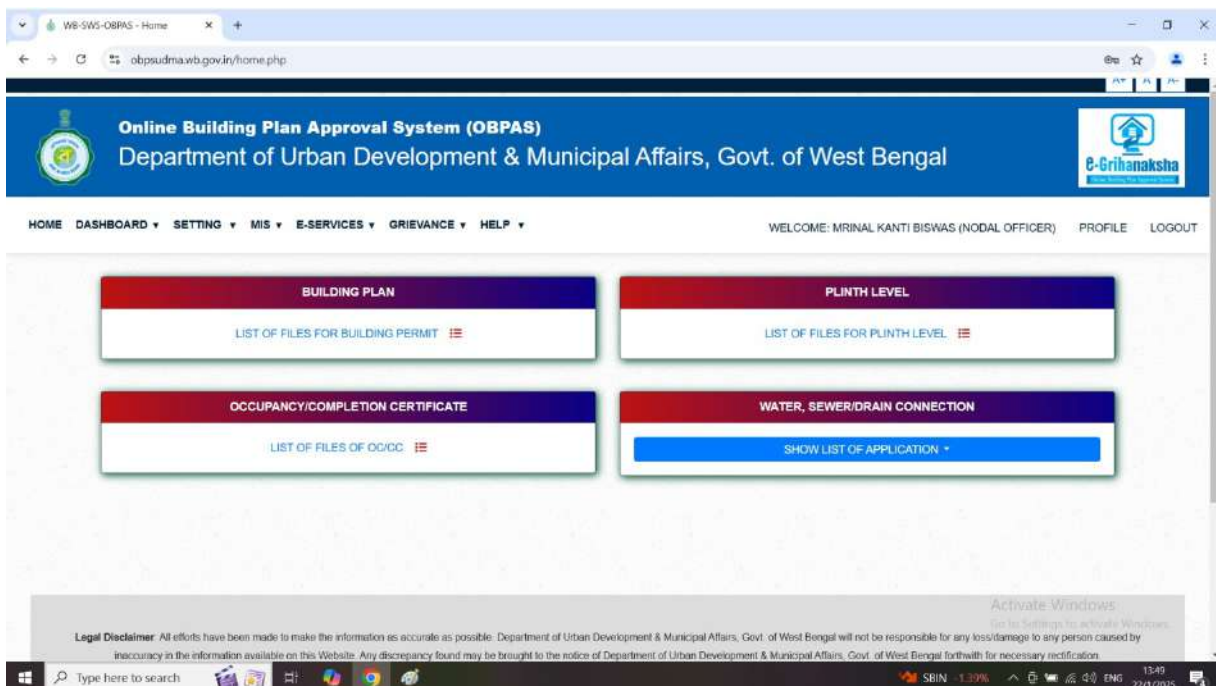 WB-SWS-OBPAS - Home
obpsudma.wb.gov.in/home.php
A+ A A-
Online Building Plan Approval System (OBPAS)
Department of Urban Development & Municipal Affairs, Govt. of West Bengal
e-Grihanaksha
HOME DASHBOARD SETTING MIS E-SERVICES GRIEVANCE HELP
WELCOME: MRINAL KANTI BISWAS (NODAL OFFICER) PROFILE LOGOUT
BUILDING PLAN
LIST OF FILES FOR BUILDING PERMIT
PLINTH LEVEL
LIST OF FILES FOR PLINTH LEVEL
OCCUPANCY/COMPLETION CERTIFICATE
LIST OF FILES OF OC/CC
WATER, SEWER/DRAIN CONNECTION
SHOW LIST OF APPLICATION
Activate Windows
Go to Settings to activate Windows.
Legal Disclaimer: All efforts have been made to make the information as accurate as possible. Department of Urban Development & Municipal Affairs, Govt. of West Bengal will not be responsible for any loss/damage to any person caused by
inaccuracy in the information available on this Website. Any discrepancy found may be brought to the notice of Department of Urban Development & Municipal Affairs, Govt. of West Bengal forthwith for necessary rectification.
Type here to search
SBIN -1.39%
ENG
13:49
22/1/2025